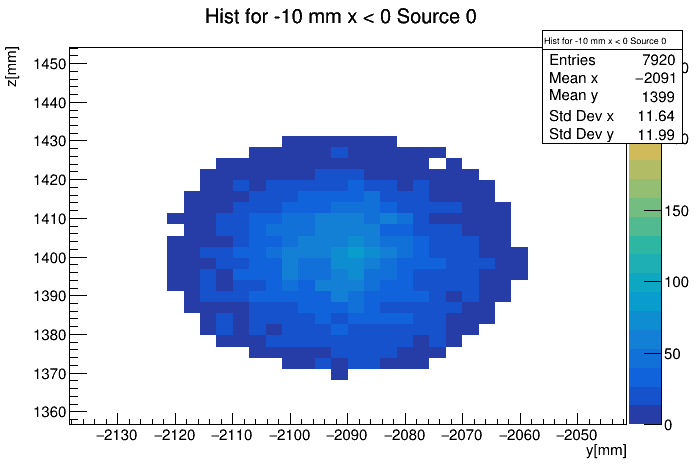 Hist for -10 mm x < 0 Source 0
z[mm]
Hist for -10 mm x < 0 Source 0
Entries 7920
Mean x −2091
Mean y 1399
Std Dev x 11.64
Std Dev y 11.99
1450
1440
1430
1420
1410
1400
1390
1380
1370
1360
150
100
50
0
−2130 −2120 −2110 −2100 −2090 −2080 −2070 −2060 −2050
y[mm]